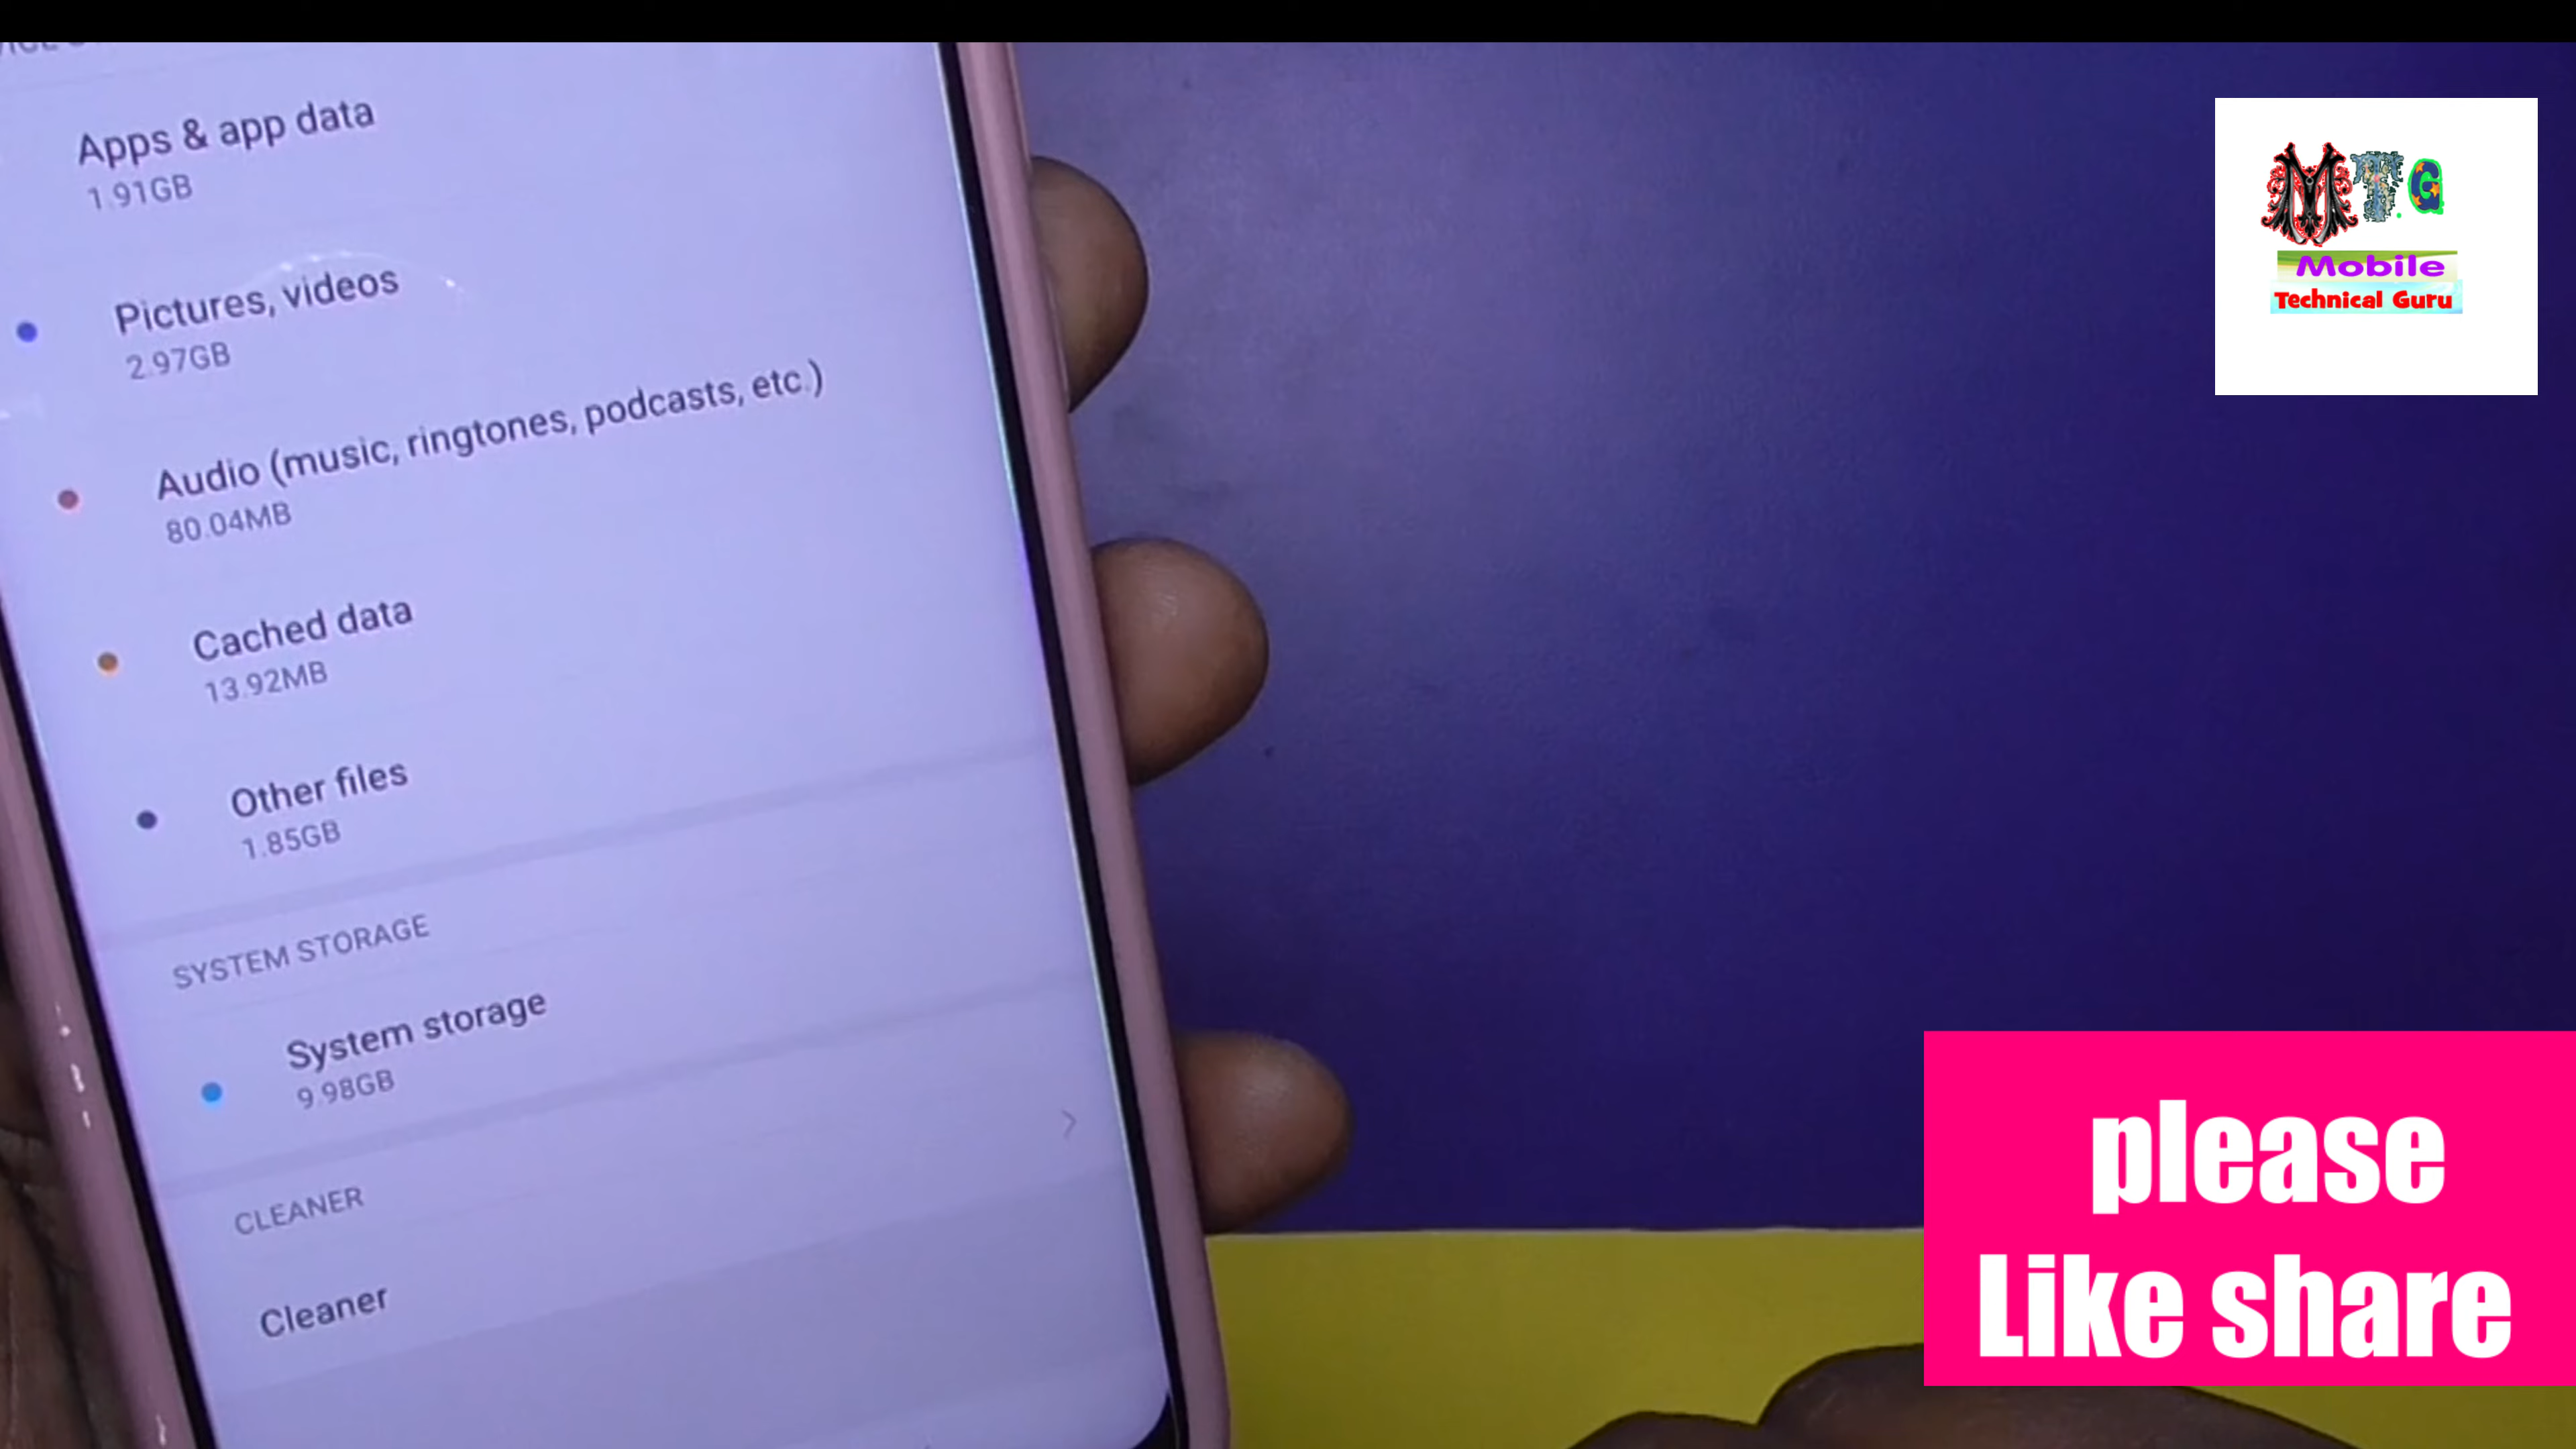 Apps & app data
1.91GB
Pictures, videos
2.97GB
Audio (music, ringtones, podcasts, etc.)
80.04MB
Cached data
13.92MB
Other files
1.85GB
SYSTEM STORAGE
System storage
9.98GB
CLEANER
Cleaner
M.T.G
Mobile
Technical Guru
please
Like share